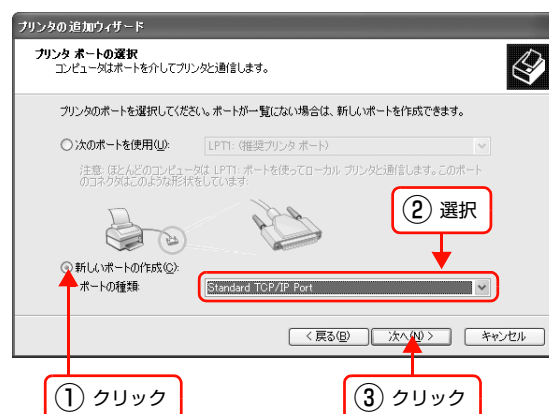 プリンタの追加ウィザード
プリンタ ポートの選択
コンピュータはポートを介してプリンタと通信します。
プリンタのポートを選択してください。ポートが一覧にない場合は、新しいポートを作成できます。
次のポートを使用(U):
LPT1: (推奨プリンタ ポート)
注意: ほとんどのコンピュータは LPT1: ポートを使ってローカル プリンタと通信します。このポート
のコネクタはこのような形状をしています:
② 選択
新しいポートの作成(C):
ポートの種類:
Standard TCP/IP Port
< 戻る(B)
次へ(N) >
キャンセル
① クリック
③ クリック